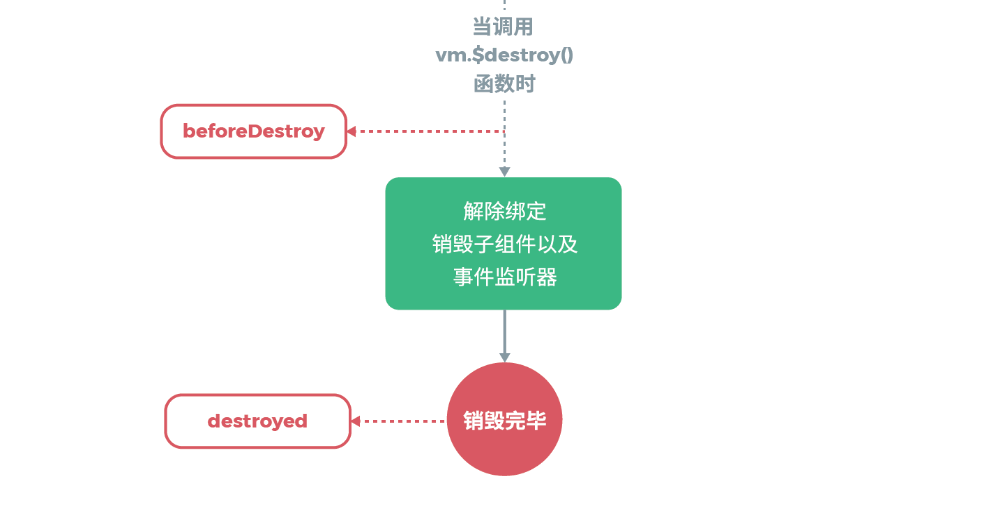 当调用
vm.$destroy()
函数时
beforeDestroy
解除绑定
销毁子组件以及
事件监听器
destroyed
销毁完毕